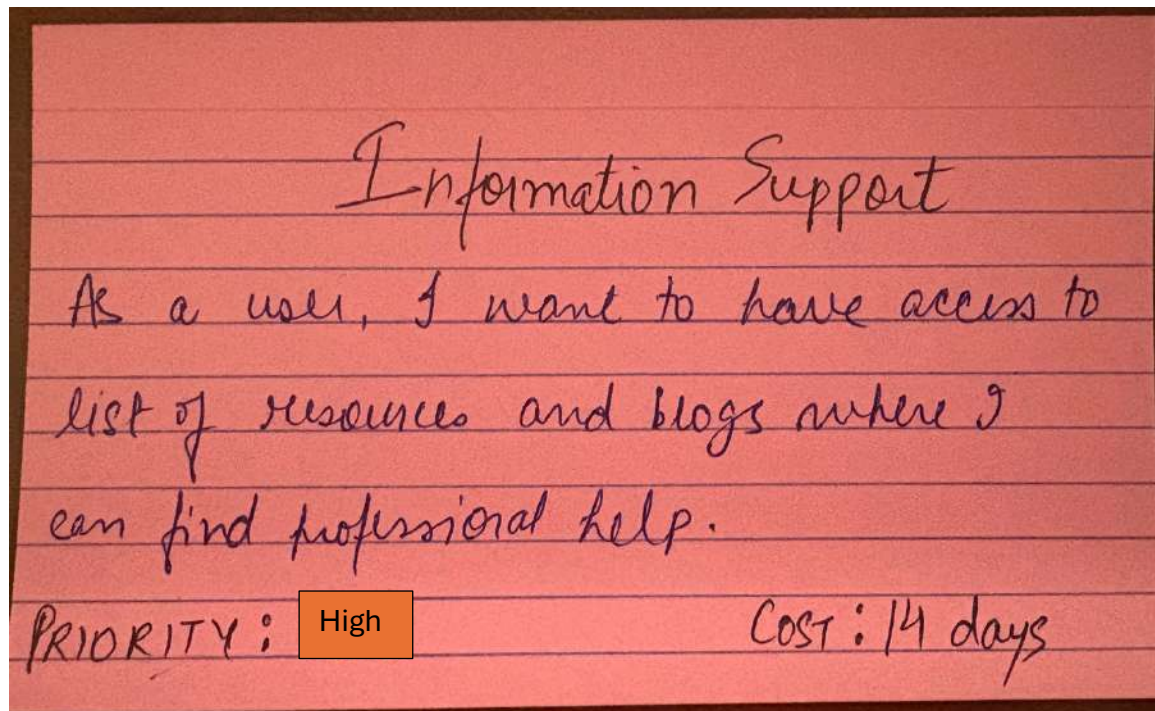 Information Support
As a user, I want to have access to
list of resources and blogs where I
can find professional help.
PRIORITY: High COST: 14 days